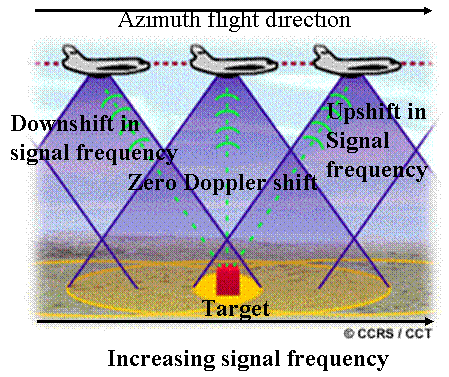 Azimuth flight direction
Downshift in
signal frequency
Zero Doppler shift
Upshift in
Signal
frequency
Target
© CCRS / CCT
Increasing signal frequency